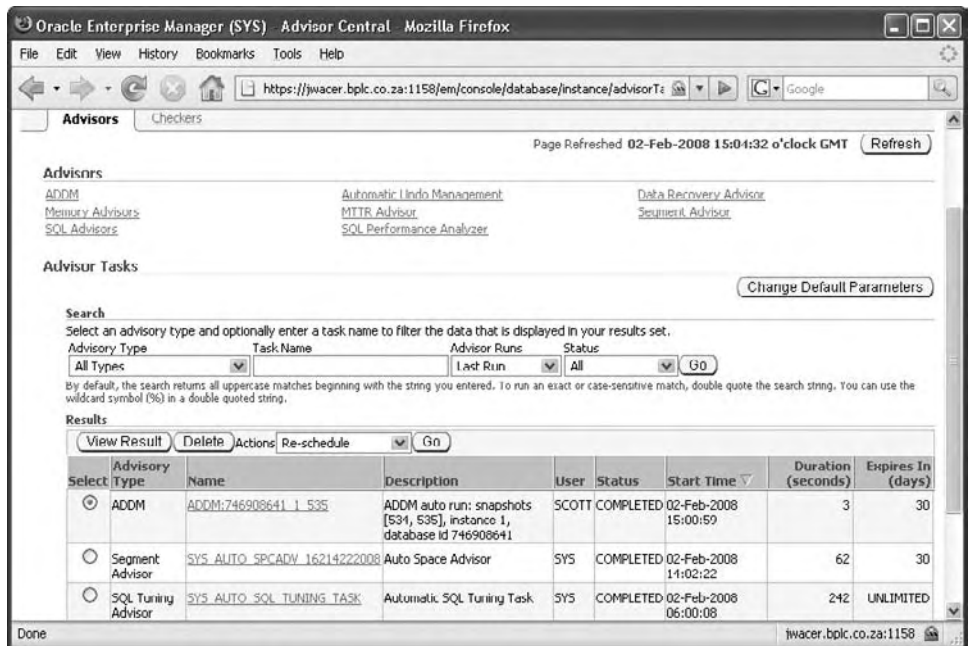 Oracle Enterprise Manager (SYS) - Advisor Central - Mozilla Firefox
File Edit View History Bookmarks Tools Help
https://jwacer.bplc.co.za:1158/em/console/database/instance/advisorTa
G Google
Advisors Checkers
Page Refreshed 02-Feb-2008 15:04:32 o'clock GMT Refresh
Advisors
ADDM Automatic Undo Management Data Recovery Advisor
Memory Advisors MTTR Advisor Segment Advisor
SQL Advisors SQL Performance Analyzer
Advisor Tasks
Change Default Parameters
Search
Select an advisory type and optionally enter a task name to filter the data that is displayed in your results set.
Advisory Type Task Name Advisor Runs Status
All Types Last Run All Go
By default, the search returns all uppercase matches beginning with the string you entered. To run an exact or case-sensitive match, double quote the search string. You can use the
wildcard symbol (%) in a double quoted string.
Results
View Result Delete Actions Re-schedule Go
Select Advisory Type Name Description User Status Start Time Duration (seconds) Expires In (days)
ADDM ADDM:746908641_1_535 ADDM auto run: snapshots [534, 535], instance 1, database id 746908641 SCOTT COMPLETED 02-Feb-2008 15:00:59 3 30
Segment Advisor SYS_AUTO_SPCADV_16214222008 Auto Space Advisor SYS COMPLETED 02-Feb-2008 14:02:22 62 30
SQL Tuning Advisor SYS_AUTO_SQL_TUNING_TASK Automatic SQL Tuning Task SYS COMPLETED 02-Feb-2008 06:00:08 242 UNLIMITED
Done jwacer.bplc.co.za:1158